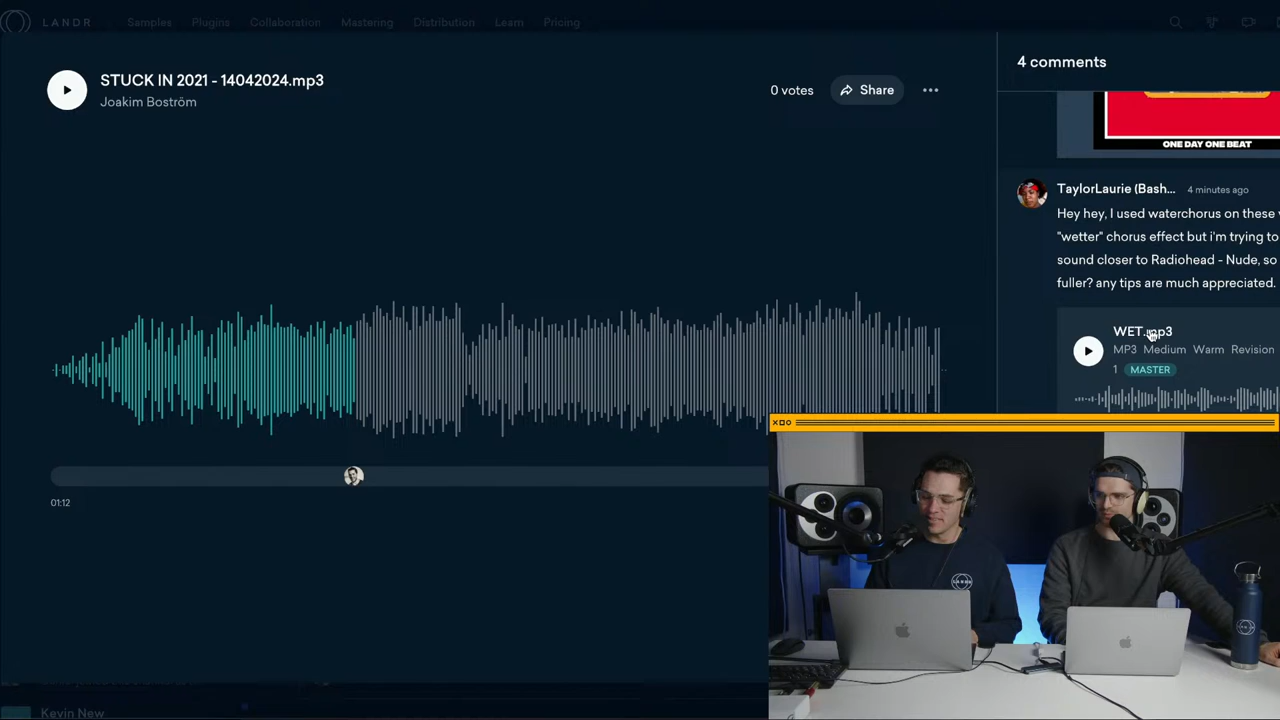 LANDR
Samples
Plugins
Collaboration
Mastering
Distribution
Learn
Pricing
STUCK IN 2021 - 14042024.mp3
Joakim Boström
0 votes
Share
4 comments
ONE DAY ONE BEAT
TaylorLaurie (Bash...
4 minutes ago
Hey hey, I used waterchorus on these
"wetter" chorus effect but i'm trying to
sound closer to Radiohead - Nude, so
fuller? any tips are much appreciated.
WET.mp3
MP3 Medium Warm Revision
1 MASTER
01:12
LANDR
Kevin New